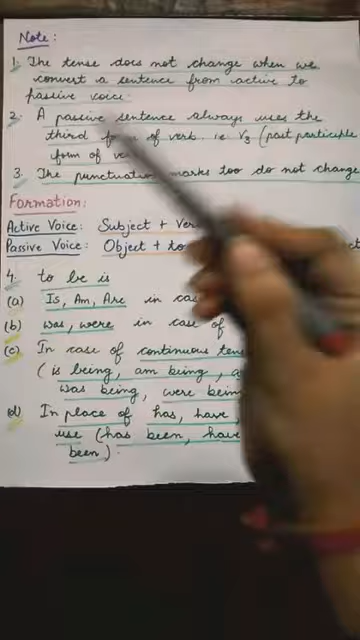 Note:
1. The tense does not change when we
convert a sentence from active to
passive voice.
2. A passive sentence always uses the
third form of verb i.e V3 (past participle
form of
3. The punctuation marks too do not change
Formation:
Active Voice: Subject +
Passive Voice: Object + to
4. to be is
(a) Is, Am, Are in
(b) was, were in case of
(c) In case of continuous
(is being, am being,
was being, were being
(d) In place of has, have,
use (has been, have
been).